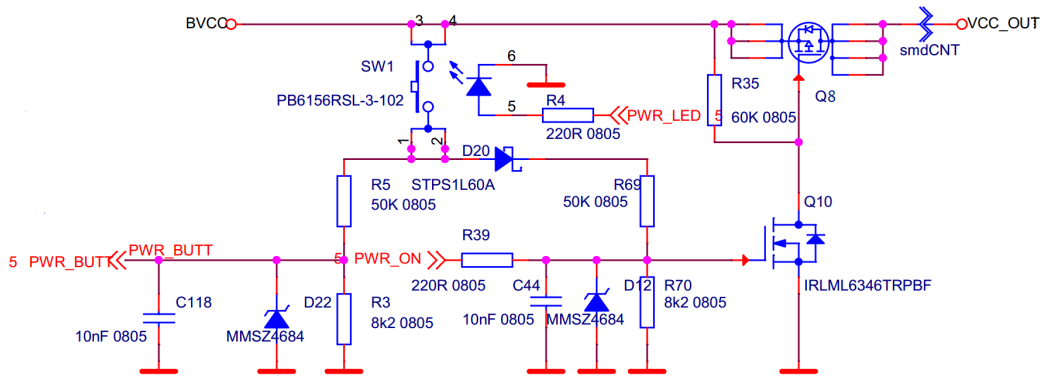 BVCC
3
4
VCC_OUT
smdCNT
SW1
6
R35
PB6156RSL-3-102
Q8
5
R4
PWR_LED
5
60K 0805
220R 0805
1
2
D20
R5
STPS1L60A
R69
50K 0805
50K 0805
Q10
5
PWR_BUTT
PWR_BUTT
5
PWR_ON
R39
220R 0805
C44
D12
R70
IRLML6346TRPBF
C118
D22
R3
8k2 0805
8k2 0805
10nF 0805
MMSZ4684
10nF 0805
MMSZ4684